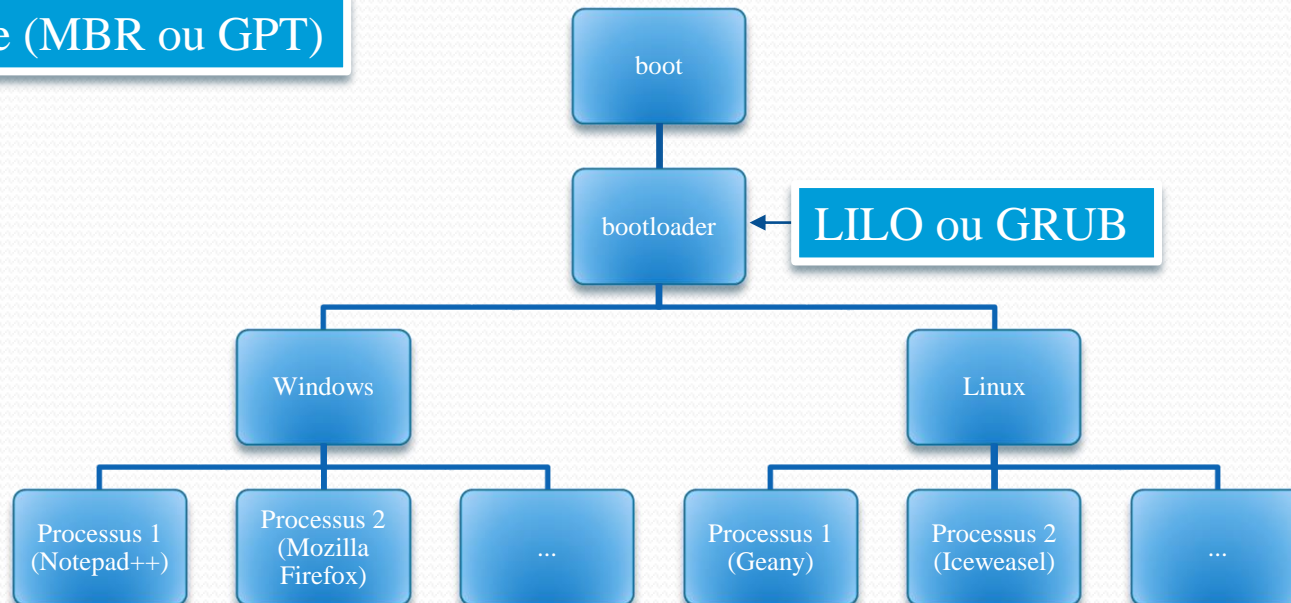 e (MBR ou GPT)
boot
bootloader
LILO ou GRUB
Windows
Linux
Processus 1
(Notepad++)
Processus 2
(Mozilla
Firefox)
...
Processus 1
(Geany)
Processus 2
(Iceweasel)
...